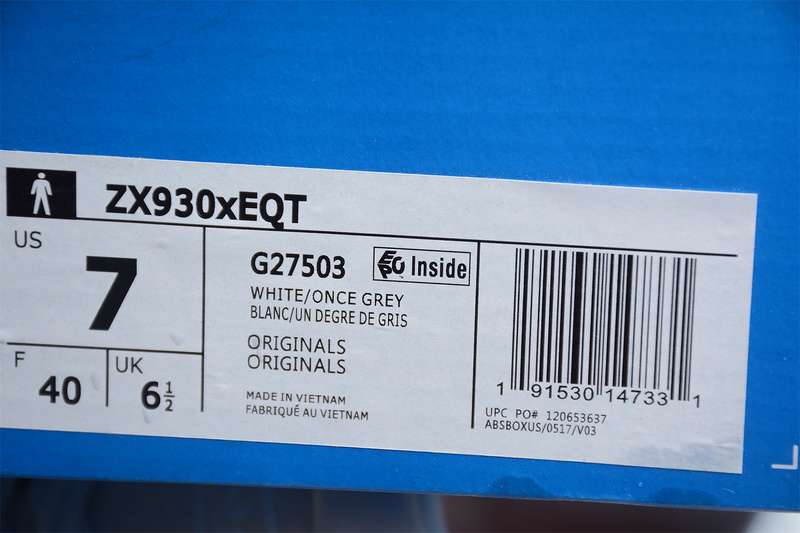 ZX930xEQT
US
7
F
40
UK
6½
G27503
Inside
WHITE/ONCE GREY
BLANC/UN DEGRE DE GRIS
ORIGINALS
ORIGINALS
MADE IN VIETNAM
FABRIQUÉ AU VIETNAM
1 91530 14733 1
UPC PO# 120653637
ABSBOXUS/0517/V03